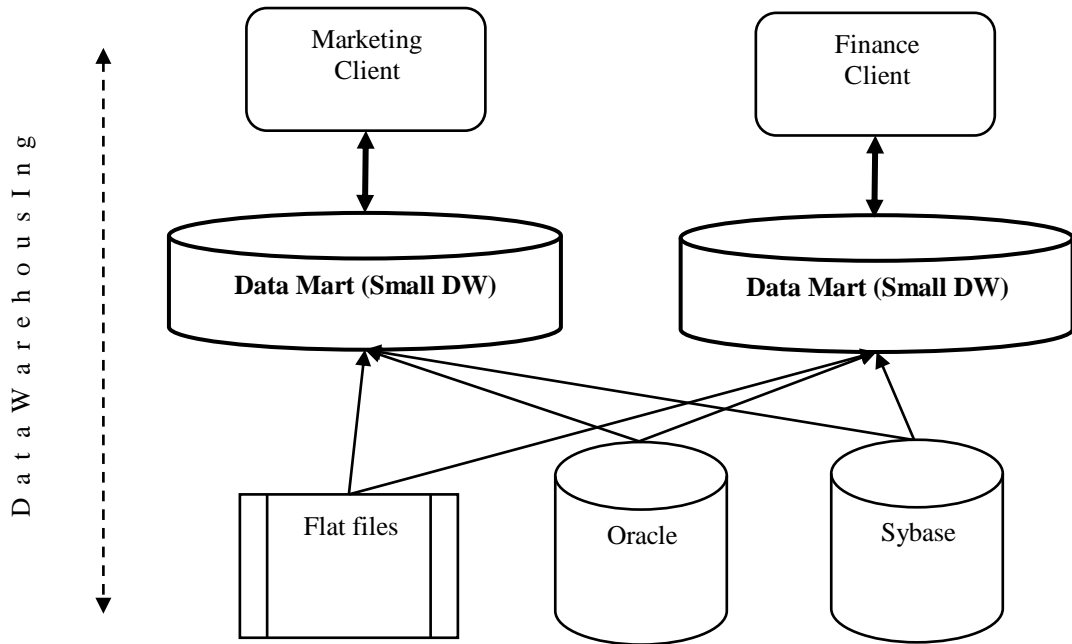 Marketing
Client
Finance
Client
D a t a W a r e h o u s I n g
Data Mart (Small DW)
Data Mart (Small DW)
Flat files
Oracle
Sybase